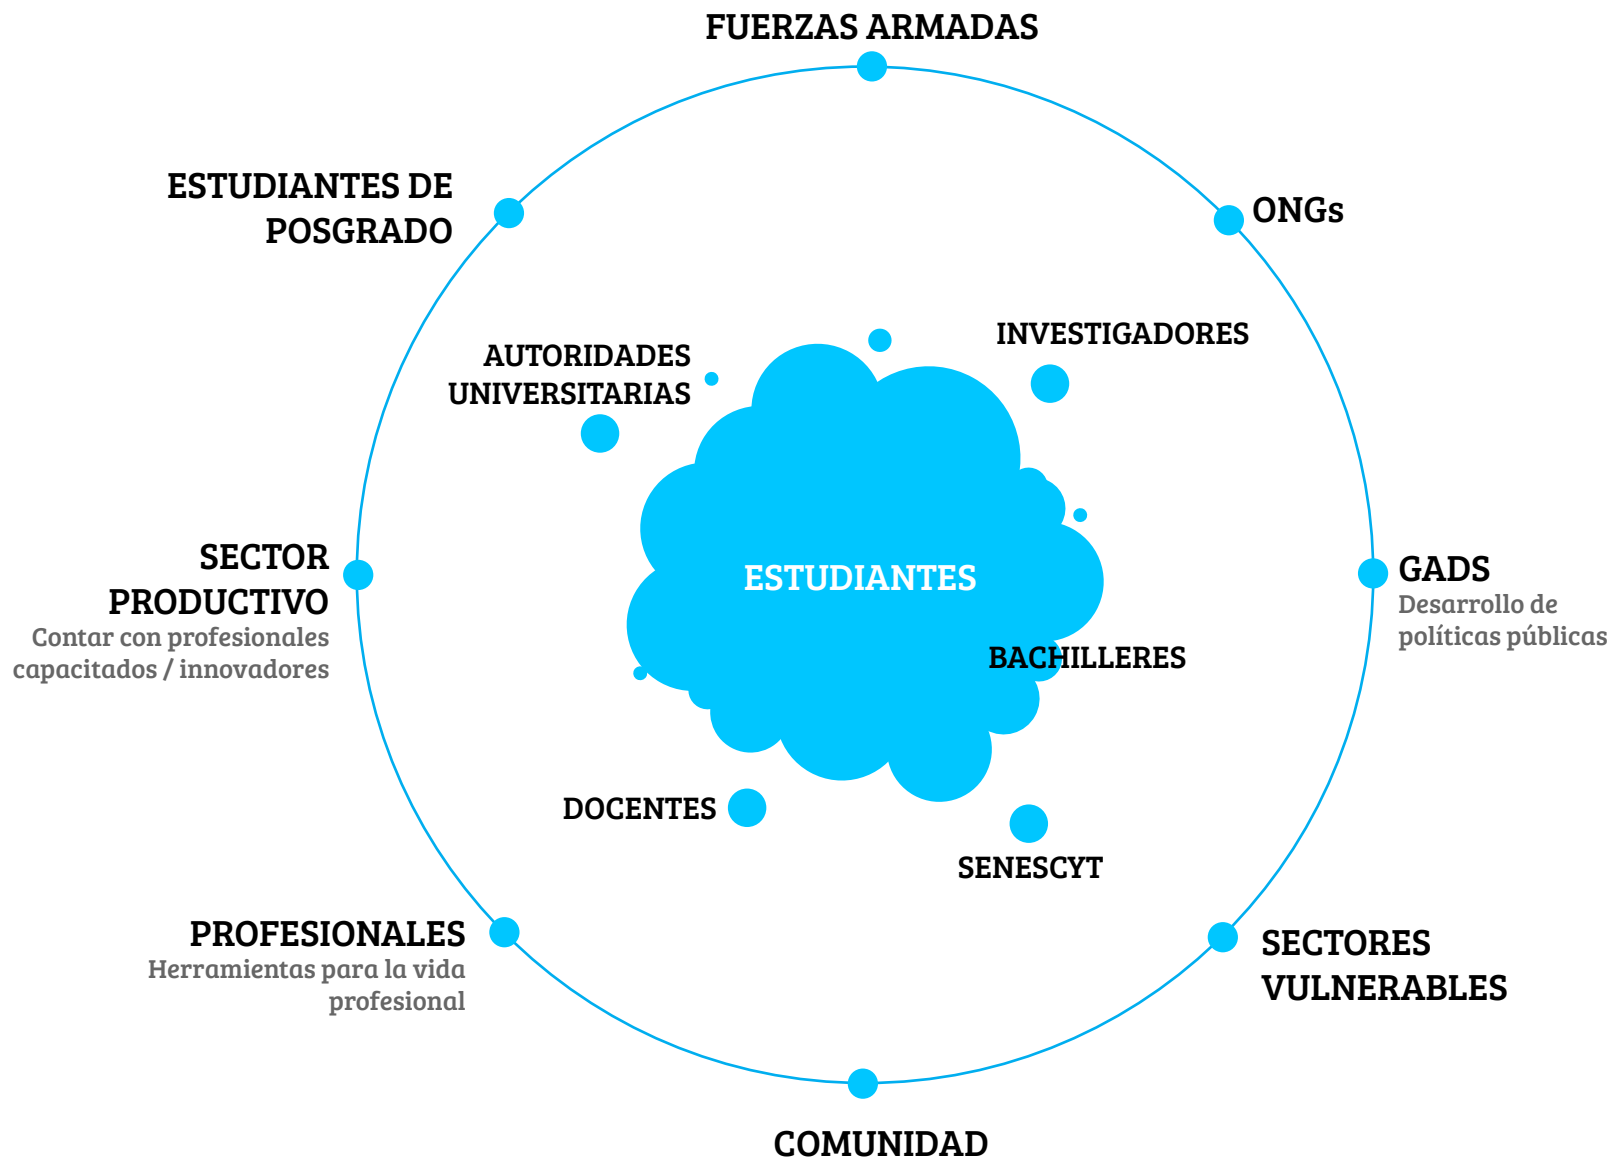 FUERZAS ARMADAS
ESTUDIANTES DE
POSGRADO
ONGs
INVESTIGADORES
AUTORIDADES
UNIVERSITARIAS
SECTOR
PRODUCTIVO
Contar con profesionales
capacitados / innovadores
ESTUDIANTES
GADS
Desarrollo de
políticas públicas
BACHILLERES
DOCENTES
SENESCYT
PROFESIONALES
Herramientas para la vida
profesional
SECTORES
VULNERABLES
COMUNIDAD